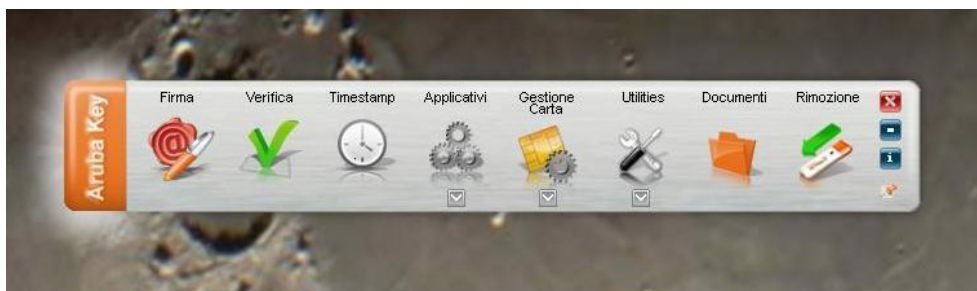 Aruba Key
Firma
Verifica
Timestamp
Applicativi
Gestione
Carta
Utilities
Documenti
Rimozione